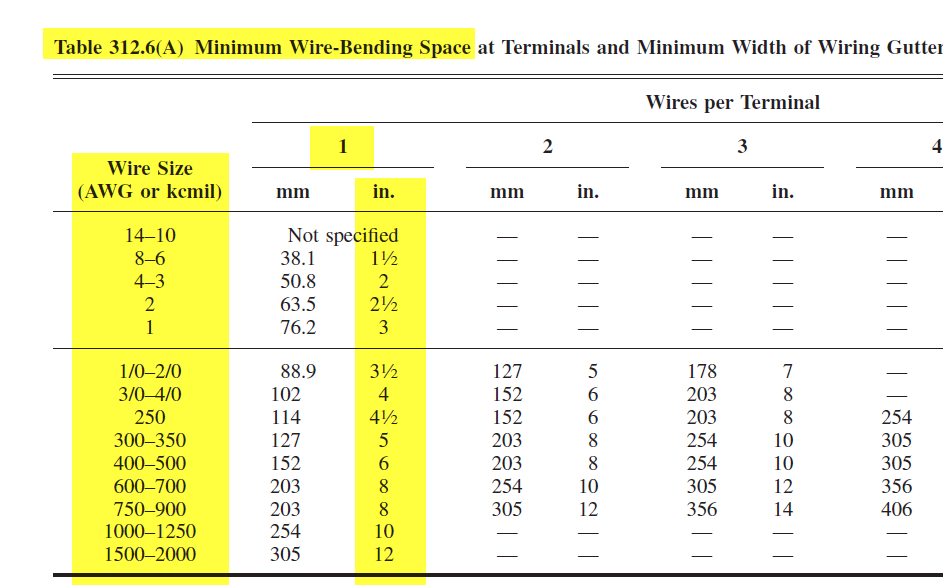 Table 312.6(A) Minimum Wire-Bending Space at Terminals and Minimum Width of Wiring Gutter
Wires per Terminal
1 2 3 4
Wire Size
(AWG or kcmil) mm in. mm in. mm in. mm
14–10 Not specified — — — — —
8–6 38.1 1½ — — — — —
4–3 50.8 2 — — — — —
2 63.5 2½ — — — — —
1 76.2 3 — — — — —
1/0–2/0 88.9 3½ 127 5 178 7 —
3/0–4/0 102 4 152 6 203 8 —
250 114 4½ 152 6 203 8 254
300–350 127 5 203 8 254 10 305
400–500 152 6 203 8 254 10 305
600–700 203 8 254 10 305 12 356
750–900 203 8 305 12 356 14 406
1000–1250 254 10 — — — — —
1500–2000 305 12 — — — — —